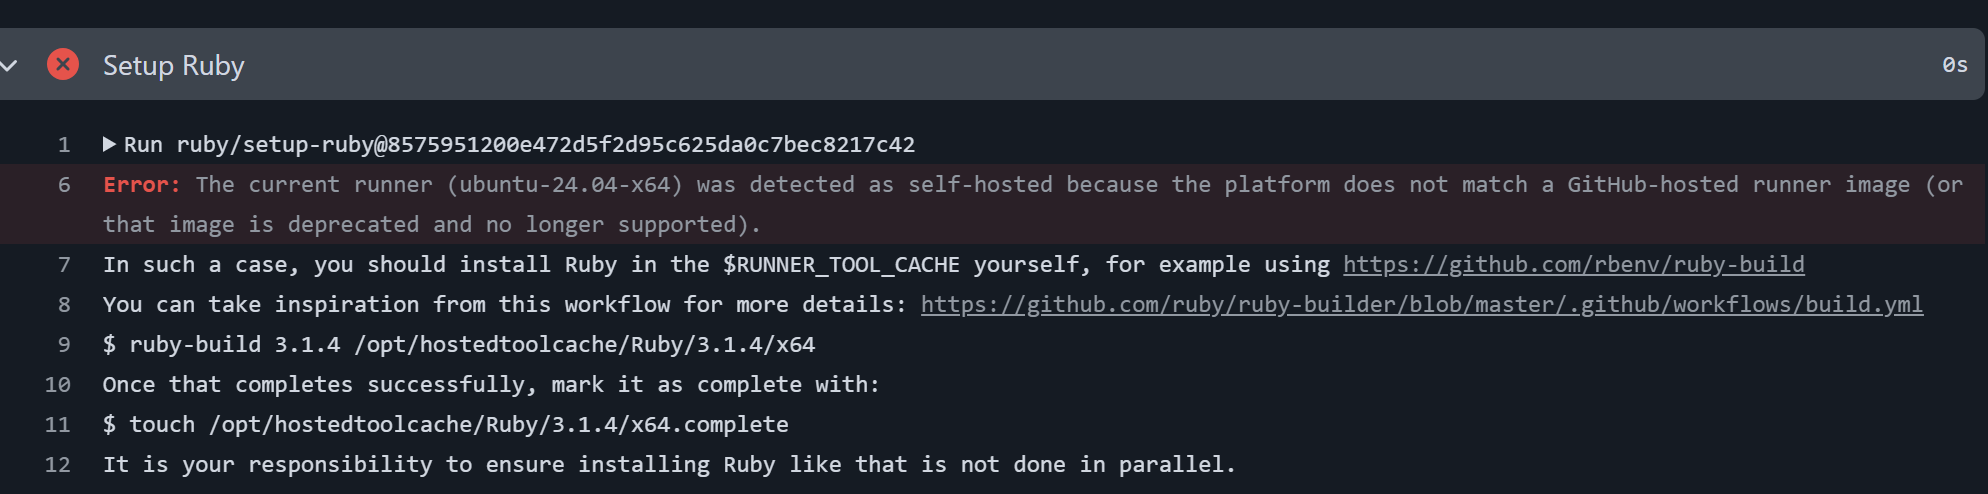 Setup Ruby 0s
1 Run ruby/setup-ruby@8575951200e472d5f2d95c625da0c7bec8217c42
6 Error: The current runner (ubuntu-24.04-x64) was detected as self-hosted because the platform does not match a GitHub-hosted runner image (or
that image is deprecated and no longer supported).
7 In such a case, you should install Ruby in the $RUNNER_TOOL_CACHE yourself, for example using https://github.com/rbenv/ruby-build
8 You can take inspiration from this workflow for more details: https://github.com/ruby/ruby-builder/blob/master/.github/workflows/build.yml
9 $ ruby-build 3.1.4 /opt/hostedtoolcache/Ruby/3.1.4/x64
10 Once that completes successfully, mark it as complete with:
11 $ touch /opt/hostedtoolcache/Ruby/3.1.4/x64.complete
12 It is your responsibility to ensure installing Ruby like that is not done in parallel.